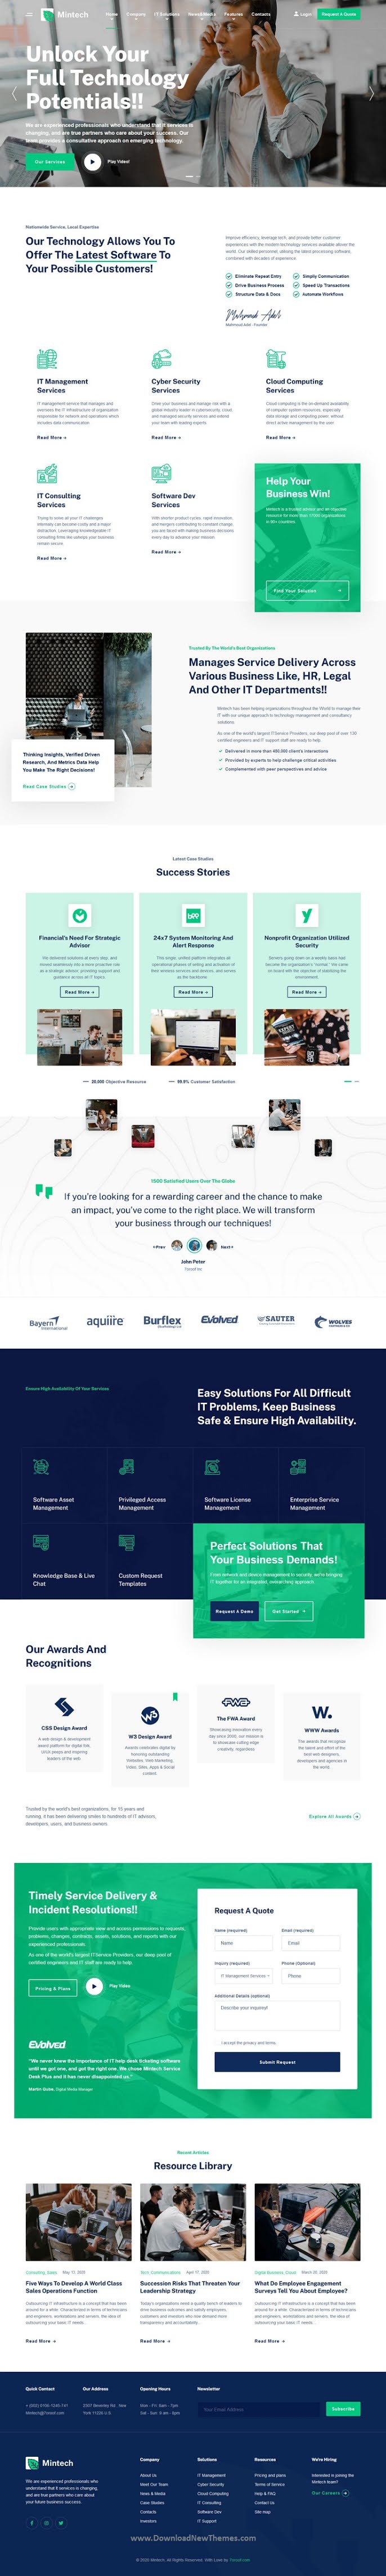 Mintech
Home Company IT Solutions News&Media Features Contacts
Login Request A Quote
Unlock Your
Full Technology
Potentials!!
We are experienced professionals who understand that it services is
changing, and are true partners who care about your success. Our
team provides a consultative approach on emerging technology.
Our Services Play Video!
Nationwide Service, Local Expertise
Our Technology Allows You To
Offer The Latest Software To
Your Possible Customers!
Improve efficiency, leverage tech, and provide better customer
experiences with the modern technology services available allover the
world. Our skilled personnel, utilising the latest processing software,
combined with decades of experience.
Eliminate Repeat Entry Simpliy Communication
Drive Business Process Speed Up Transactions
Structure Data & Docs Automate Workflows
Mahmoud Adel - Founder
IT Management
Services
IT management service that manages and
oversees the IT infrastructure of organization
responsible for network and operations which
includes data communication.
Read More
Cyber Security
Services
Drive your business and manage risk with a
global industry leader in cybersecurity, cloud,
and managed security services and extend
your team with leading experts
Read More
Cloud Computing
Services
Cloud computing is the on-demand availability
of computer system resources, especially
data storage and computing power, without
direct active management by the user.
Read More
IT Consulting
Services
Trying to solve all your IT challenges
internally can become costly and a major
distraction. Leveraging knowledgeable IT
consulting firms like ushelps your business
remain secure
Read More
Software Dev
Services
With shorter product cycles, rapid innovation,
and mergers contributing to market change,
you are faced with making business decisions
every day to advance your mission
Read More
Help Your
Business Win!
Mintech is a trusted advisor and an objective
resource for more than 17000 organisations
in 90+ countries.
Find Your Solution
Thinking Insights, Verified Driven
Research, And Metrics Data Help
You Make The Right Decisions!
Read Case Studies
Trusted By The World's Best Organizations
Manages Service Delivery Across
Various Business Like, HR, Legal
And Other IT Departments!!
Mintech has been helping organizations throughout the World to manage their
IT with our unique approach to technology management and consultancy
solutions.
As one of the world's largest ITService Providers, our deep pool of over 135
certified engineers and IT support staff are ready to help.
Delivered in more than 480,000 client's interactions
Provided by experts to help challenge critical activities
Complemented with peer perspectives and advice
Latest Case Studies
Success Stories
Financial's Need For Strategic
Advisor
We delivered solutions at every step, and
moved seamlessly into a more proactive role
as a strategic advisor, providing support and
guidance across all of IT topics.
Read More
24x7 System Monitoring And
Alert Response
This single, unified platform integrates all
operational phases of selling and activation of
their wireless devices and services, and serves
as the backbone.
Read More
Nonprofit Organization Utilized
Security
Servers going down on a weekly basis had
become the organization's "normal". We came
on board with the objective of stabilizing the
environment.
Read More
20,000 Objective Resource 99.9% Customer Satisfaction
1500 Satisfied Users Over The Globe
If you're looking for a rewarding career and the chance to make
an impact, you've come to the right place. We will transform
your business through our techniques!
Prev Next
John Peter
7oroof Inc
Bayern
International
aquiire
Burflex
Evolved
SAUTER
WOLVES
Ensure High Availability Of Your Services
Easy Solutions For All Difficult
IT Problems, Keep Business
Safe & Ensure High Availability.
Software Asset
Management
Privileged Access
Management
Software License
Management
Enterprise Service
Management
Knowledge Base & Live
Chat
Custom Request
Templates
Perfect Solutions That
Your Business Demands!
From network and device management to security, we're bringing
IT together for an integrated, overarching approach.
Request A Demo Get Started
Our Awards And
Recognitions
CSS Design Award
A web design & development
award platform for digital folk,
UI/UX peeps and inspiring
leaders of the web.
W3 Design Award
Awards celebrates digital by
honoring outstanding
Websites, Web Marketing,
Video, Sites, Apps & Social
content.
The FWA Award
Showcasing innovation every
day since 2000, our mission is
to showcase cutting edge
creativity, regardless.
W.
WWW Awards
The awards that recognize
the talent and effort of the
best web designers,
developers and agencies in
the world.
Trusted by the world's best organizations, for 15 years and
running, it has been delivering smiles to hundreds of IT advisors,
developers, users, and business owners.
Explore All Awards
Timely Service Delivery &
Incident Resolutions!!
Provide users with appropriate view and access permissions to requests,
problems, changes, contracts, assets, solutions, and reports with our
experienced professionals.
As one of the world's largest ITService Providers, our deep pool of
certified engineers and IT staff are ready to help.
Pricing & Plans Play Video
Evolved
"We never knew the importance of IT help desk ticketing software
until we got one, and got the right one. We chose Mintech Service
Desk Plus and it has never disappointed us."
Martin Qube, Digital Media Manager
Request A Quote
Name (required) Email (required)
Name Email
Inquiry (required) Phone (Optional)
IT Management Services Phone
Additional Details (optional)
Describe your inquiry!
I accept the privacy and terms.
Submit Request
Recent Articles
Resource Library
Consulting, Sales May 15, 2020
Five Ways To Develop A World Class
Sales Operations Function
Outsourcing IT infrastructure is a concept that has been
around for a while. Characterized in terms of technicians
and engineers, workstations and servers, the idea of
outsourcing your basic IT needs...
Read More
Tech, Communications April 17, 2020
Succession Risks That Threaten Your
Leadership Strategy
Today's organisations need a quality bench of leaders to
drive complex change, retain and build productive teams,
customers and investors who now demand more
transparency and accountability...
Read More
Digital Business, Cloud March 20, 2020
What Do Employee Engagement
Surveys Tell You About Employee?
Outsourcing IT infrastructure is a concept that has been
around for a while. Characterized in terms of technicians
and engineers, workstations and servers, the idea of
outsourcing your basic IT needs...
Read More
Quick Contact Our Address Opening Hours Newsletter
+ (002) 0106-1245-741
Mintech@7oroof.com
2307 Beverley Rd , New
York 11226 U.S.
Mon - Fri: 8am - 7pm
Sat - Sun: 9 am - 6pm
Your Email Address Subscribe
Mintech
We are experienced professionals who
understand that It services is changing,
and are true partners who care about
your future business success.
Company
About Us
Meet Our Team
News & Media
Case Studies
Contacts
Investors
Solutions
IT Management
Cyber Security
Cloud Computing
IT Consulting
Software Dev
IT Support
Resources
Pricing and plans
Terms of Service
Help & FAQ
Contact Us
Site map
We're Hiring
Interested in joining the
Mintech team?
Our Careers
www.DownloadNewThemes.com
© 2020 Mintech, All Rights Reserved. With Love by 7oroof.com